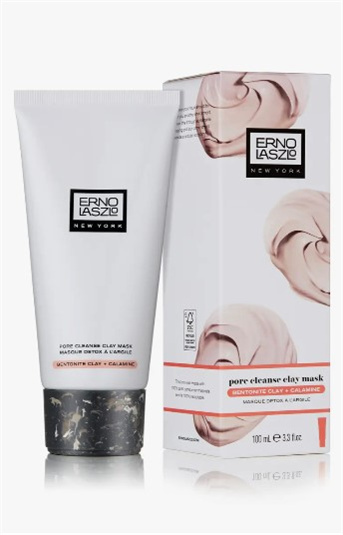 ERNO
LASZLO
NEW YORK
PORE CLEANSE CLAY MASK
MASQUE DETOX À L'ARGILE
BENTONITE CLAY + CALAMINE
ERNO
LASZLO
NEW YORK
pore cleanse clay mask
BENTONITE CLAY + CALAMINE
MASQUE DETOX À L'ARGILE
100 mL e 3.3 fl.oz.